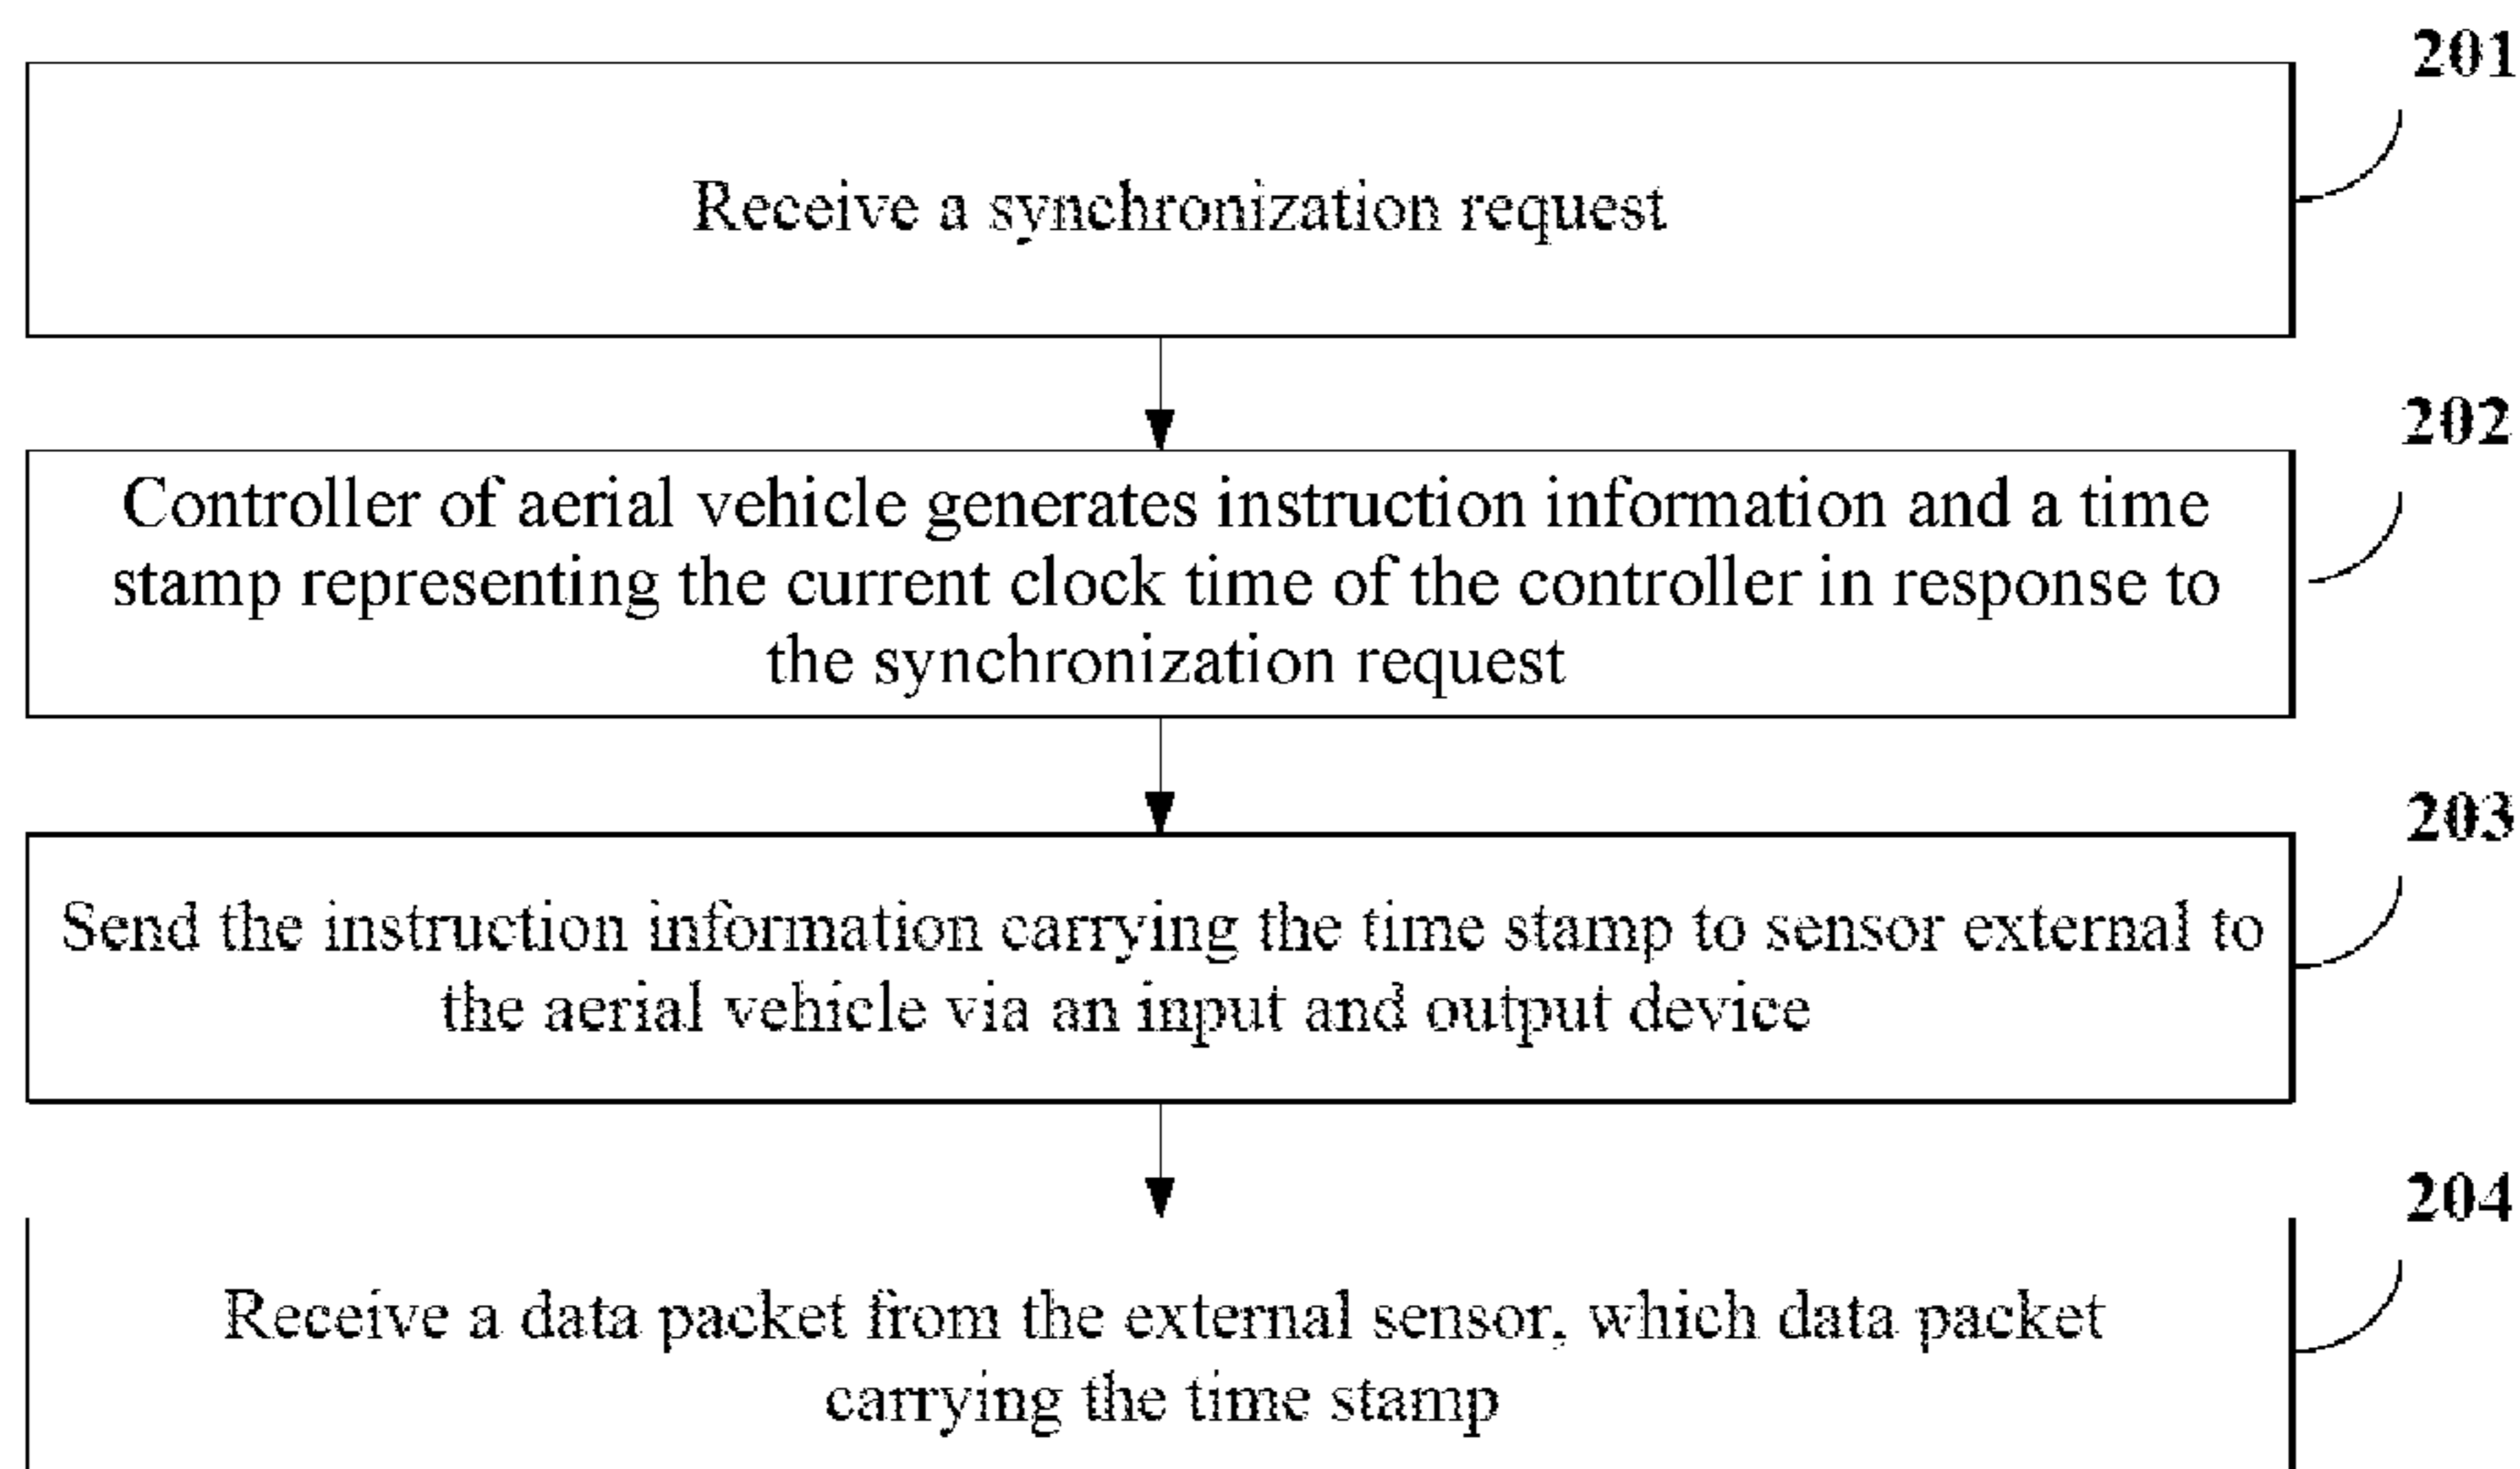 201
Receive a synchronization request
202
Controller of aerial vehicle generates instruction information and a time
stamp representing the current clock time of the controller in response to
the synchronization request
203
Send the instruction information carrying the time stamp to sensor external to
the aerial vehicle via an input and output device
204
Receive a data packet from the external sensor, which data packet
carrying the time stamp